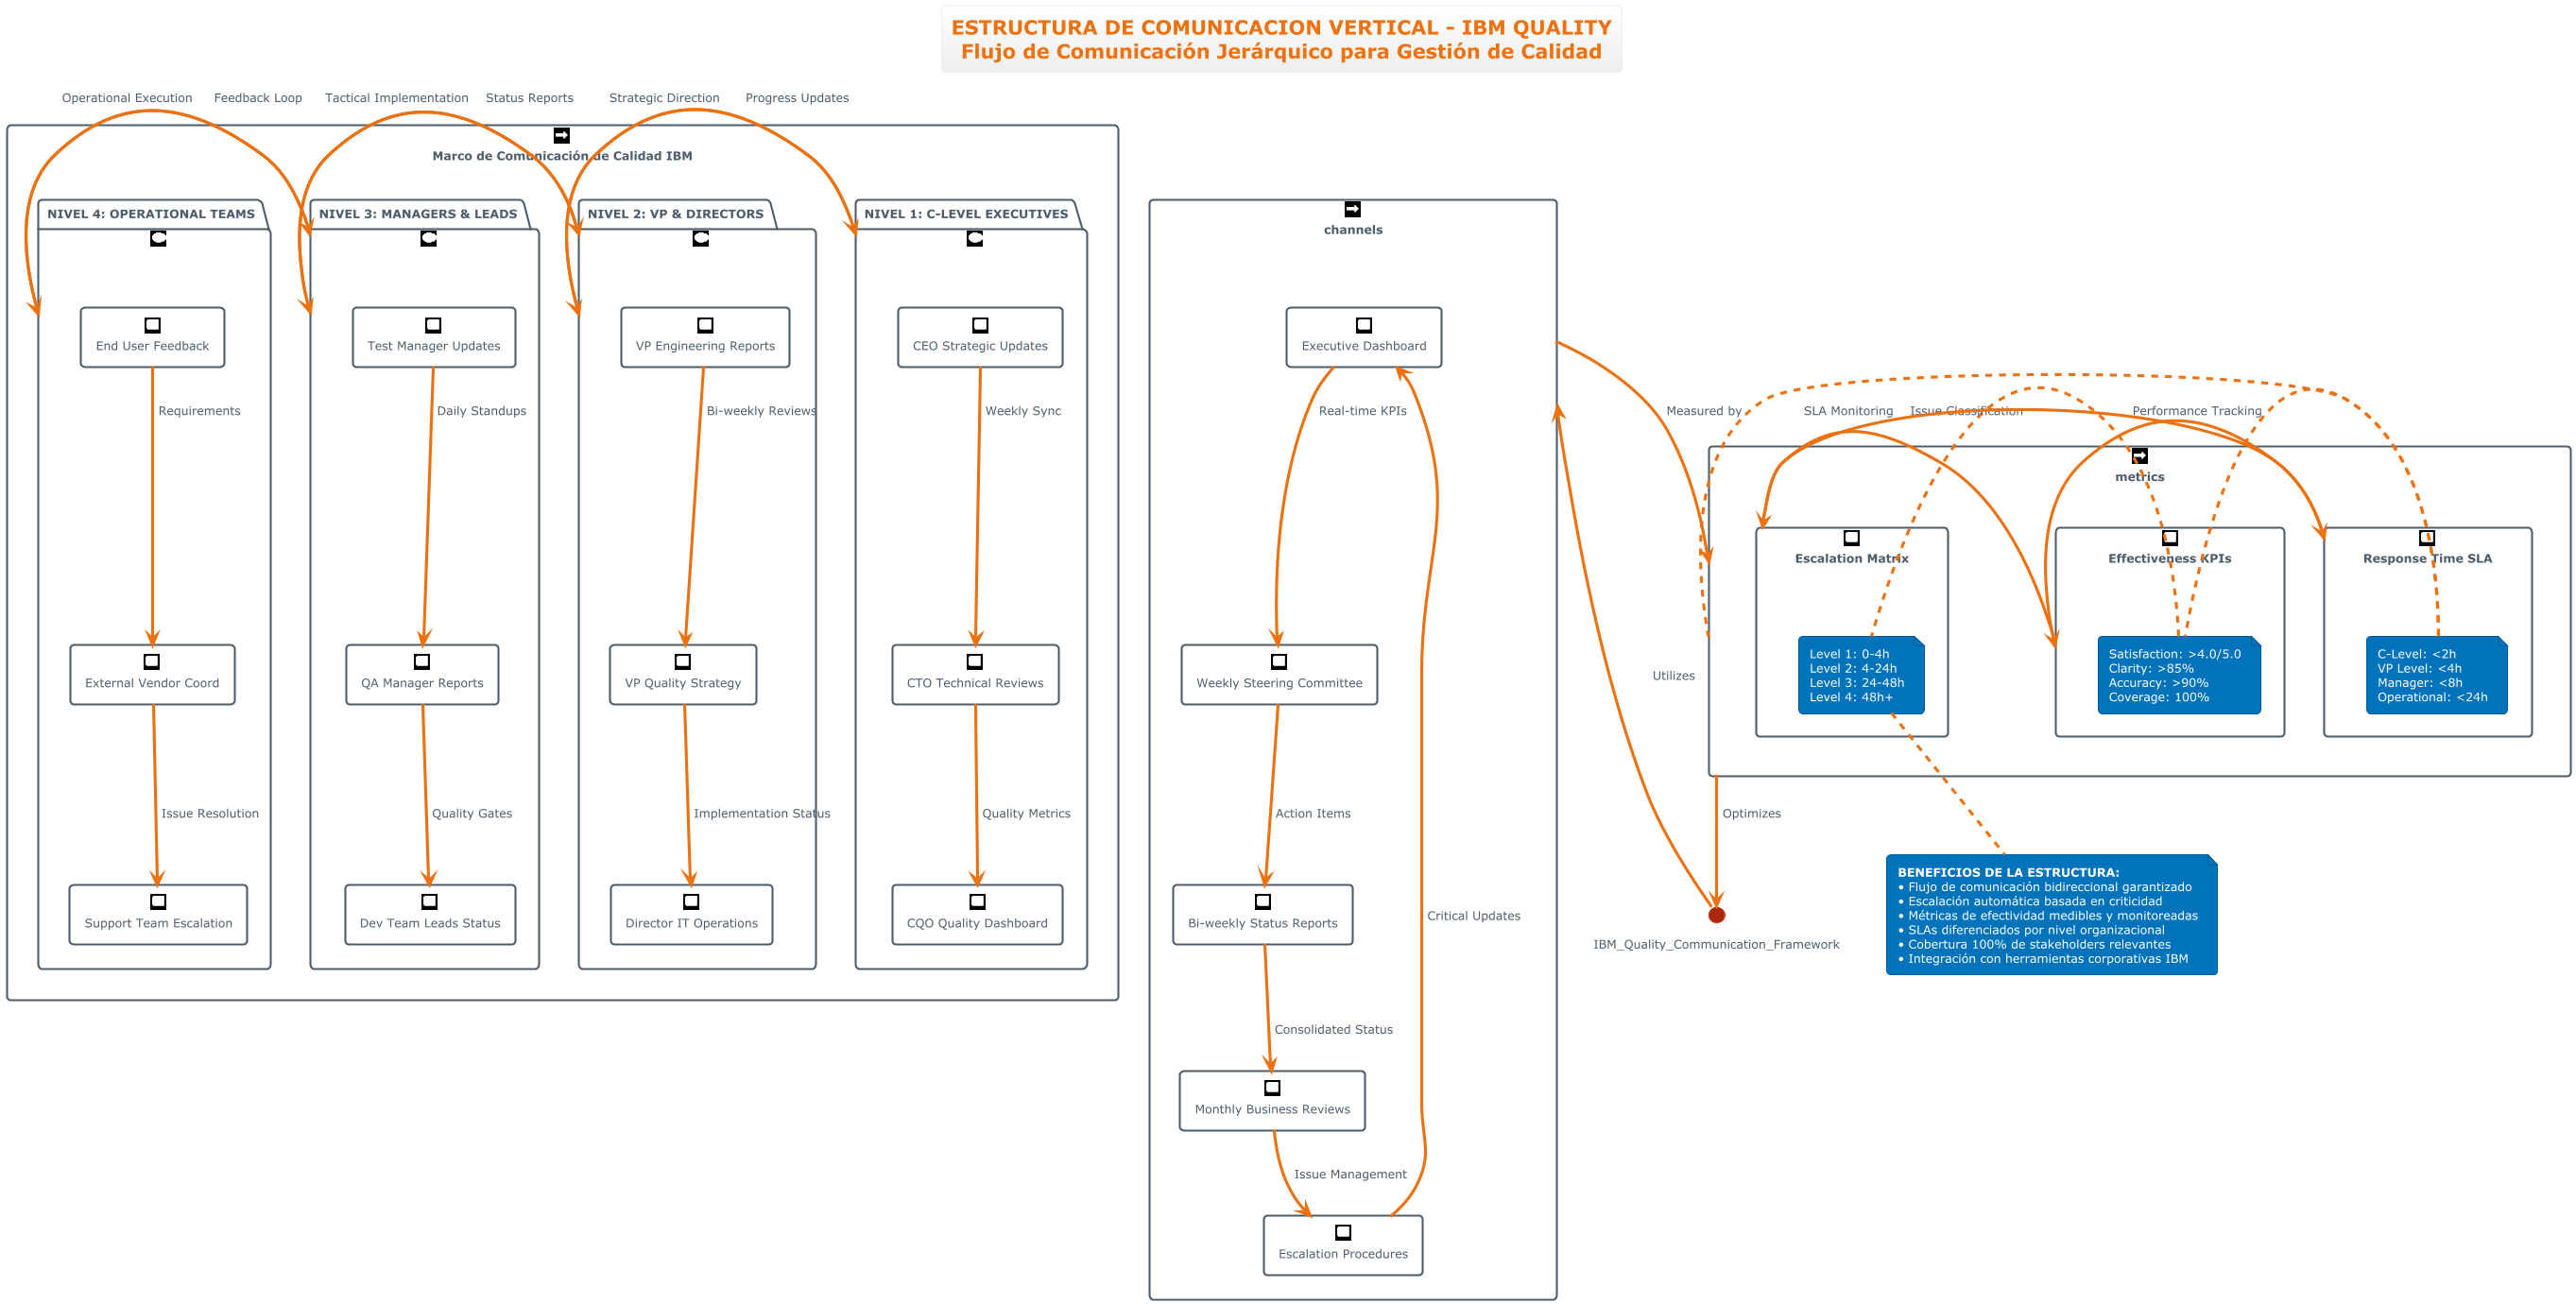 ESTRUCTURA DE COMUNICACION VERTICAL - IBM QUALITY
Flujo de Comunicación Jerárquico para Gestión de Calidad
Operational Execution
Feedback Loop
Tactical Implementation
Status Reports
Strategic Direction
Progress Updates
Marco de Comunicación de Calidad IBM
NIVEL 4: OPERATIONAL TEAMS
End User Feedback
Requirements
External Vendor Coord
Issue Resolution
Support Team Escalation
NIVEL 3: MANAGERS & LEADS
Test Manager Updates
Daily Standups
QA Manager Reports
Quality Gates
Dev Team Leads Status
NIVEL 2: VP & DIRECTORS
VP Engineering Reports
Bi-weekly Reviews
VP Quality Strategy
Implementation Status
Director IT Operations
NIVEL 1: C-LEVEL EXECUTIVES
CEO Strategic Updates
Weekly Sync
CTO Technical Reviews
Quality Metrics
CQO Quality Dashboard
channels
Executive Dashboard
Real-time KPIs
Weekly Steering Committee
Action Items
Bi-weekly Status Reports
Critical Updates
Consolidated Status
Monthly Business Reviews
Issue Management
Escalation Procedures
Measured by
SLA Monitoring
Issue Classification
Performance Tracking
metrics
Escalation Matrix
Level 1: 0-4h
Level 2: 4-24h
Level 3: 24-48h
Level 4: 48h+
Effectiveness KPIs
Satisfaction: >4.0/5.0
Clarity: >85%
Accuracy: >90%
Coverage: 100%
Response Time SLA
C-Level: <2h
VP Level: <4h
Manager: <8h
Operational: <24h
Utilizes
Optimizes
IBM_Quality_Communication_Framework
BENEFICIOS DE LA ESTRUCTURA:
• Flujo de comunicación bidireccional garantizado
• Escalación automática basada en criticidad
• Métricas de efectividad medibles y monitoreadas
• SLAs diferenciados por nivel organizacional
• Cobertura 100% de stakeholders relevantes
• Integración con herramientas corporativas IBM